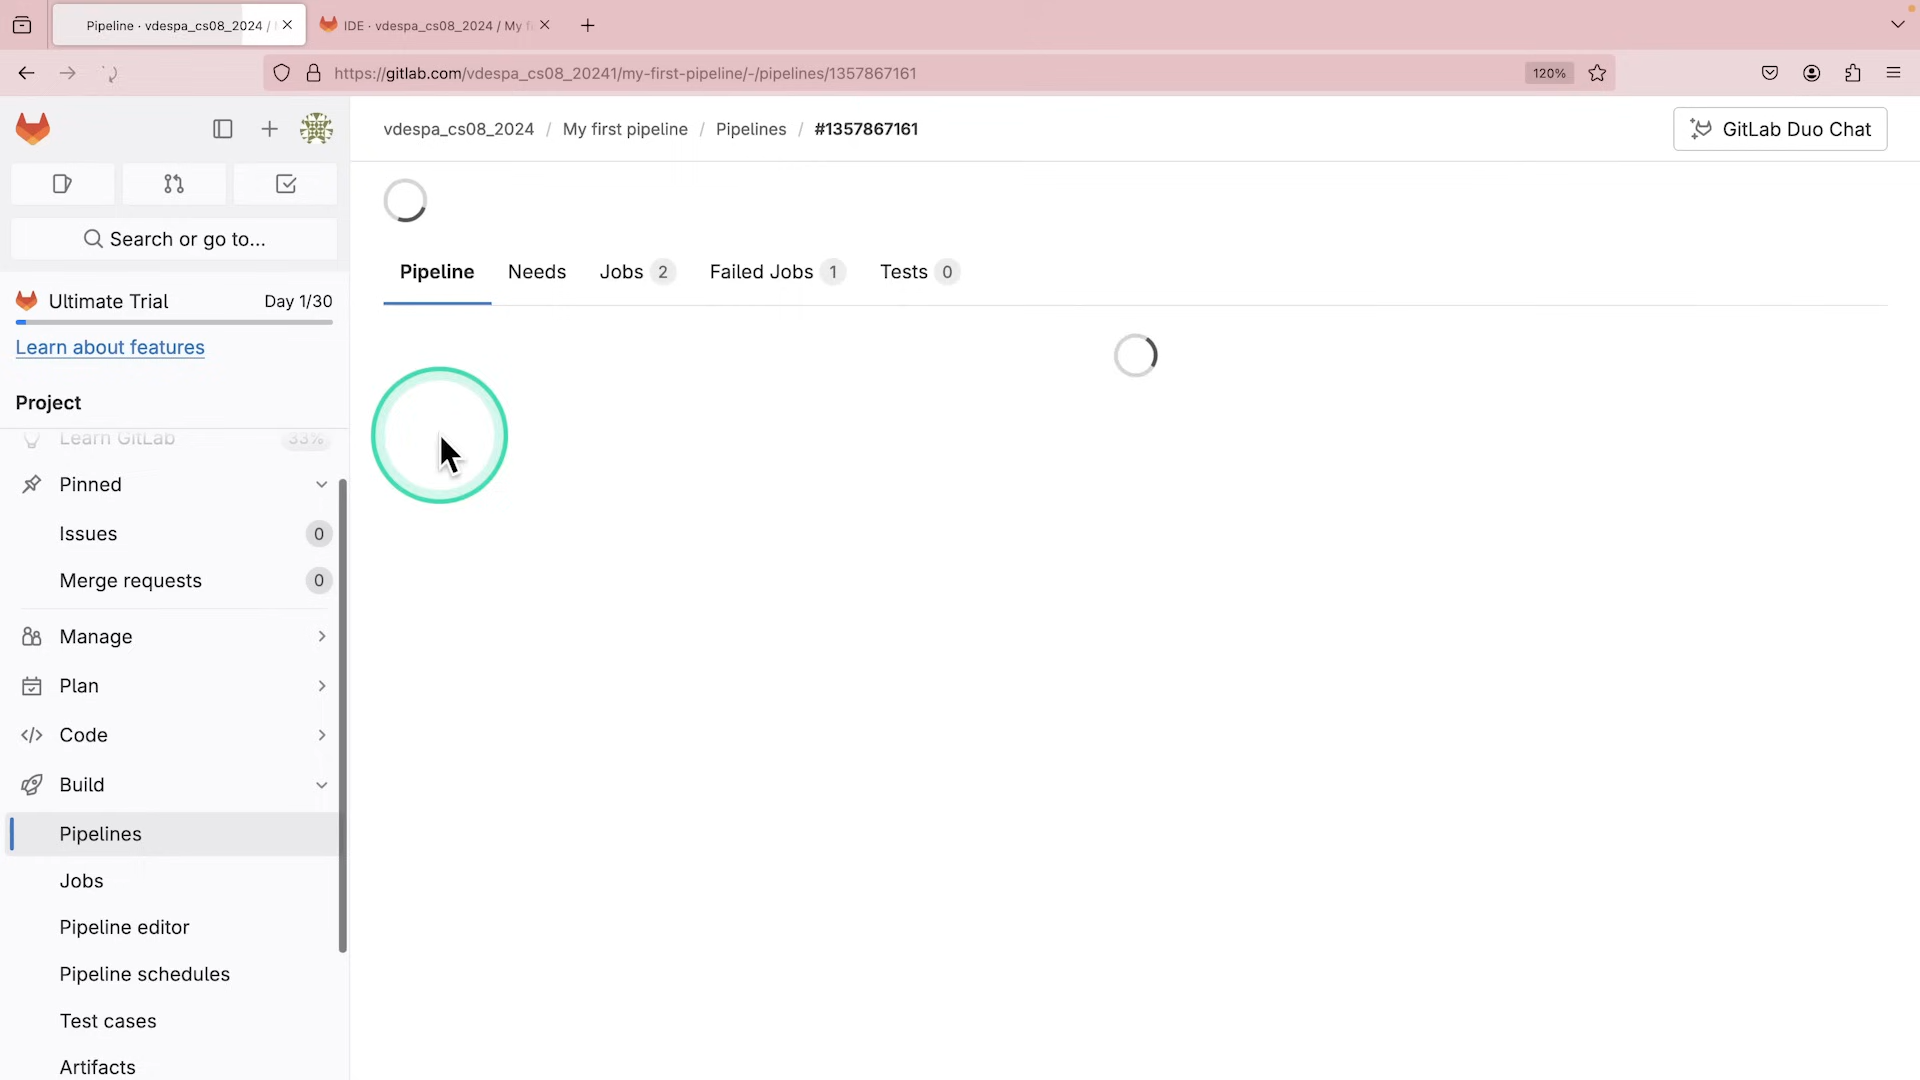 Pipeline · vdespa_cs08_2024 /
IDE · vdespa_cs08_2024 / My f
https://gitlab.com/vdespa_cs08_20241/my-first-pipeline/-/pipelines/1357867161
120%
vdespa_cs08_2024 / My first pipeline / Pipelines / #1357867161
GitLab Duo Chat
Search or go to...
Pipeline
Needs
Jobs 2
Failed Jobs 1
Tests 0
Ultimate Trial Day 1/30
Learn about features
Project
Learn GitLab 33%
Pinned
Issues 0
Merge requests 0
Manage
Plan
Code
Build
Pipelines
Jobs
Pipeline editor
Pipeline schedules
Test cases
Artifacts